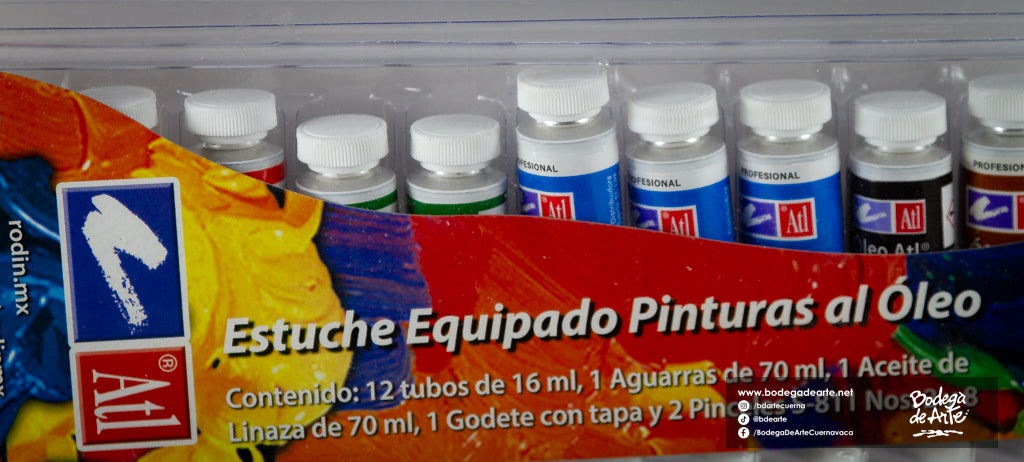 PROFESIONAL
PROFESIONAL
PROFESIONAL
Atl
Atl
Atl
Atl
Óleo Atl®
rodin.mx
Atl®
Estuche Equipado Pinturas al Óleo
Contenido: 12 tubos de 16 ml, 1 Aguarras de 70 ml, 1 Aceite de
Linaza de 70 ml, 1 Godete con tapa y 2
www.bodegadearte.net
/bdartecuerna
/bdearte
/BodegaDeArteCuernavaca
Bodega
de Arte